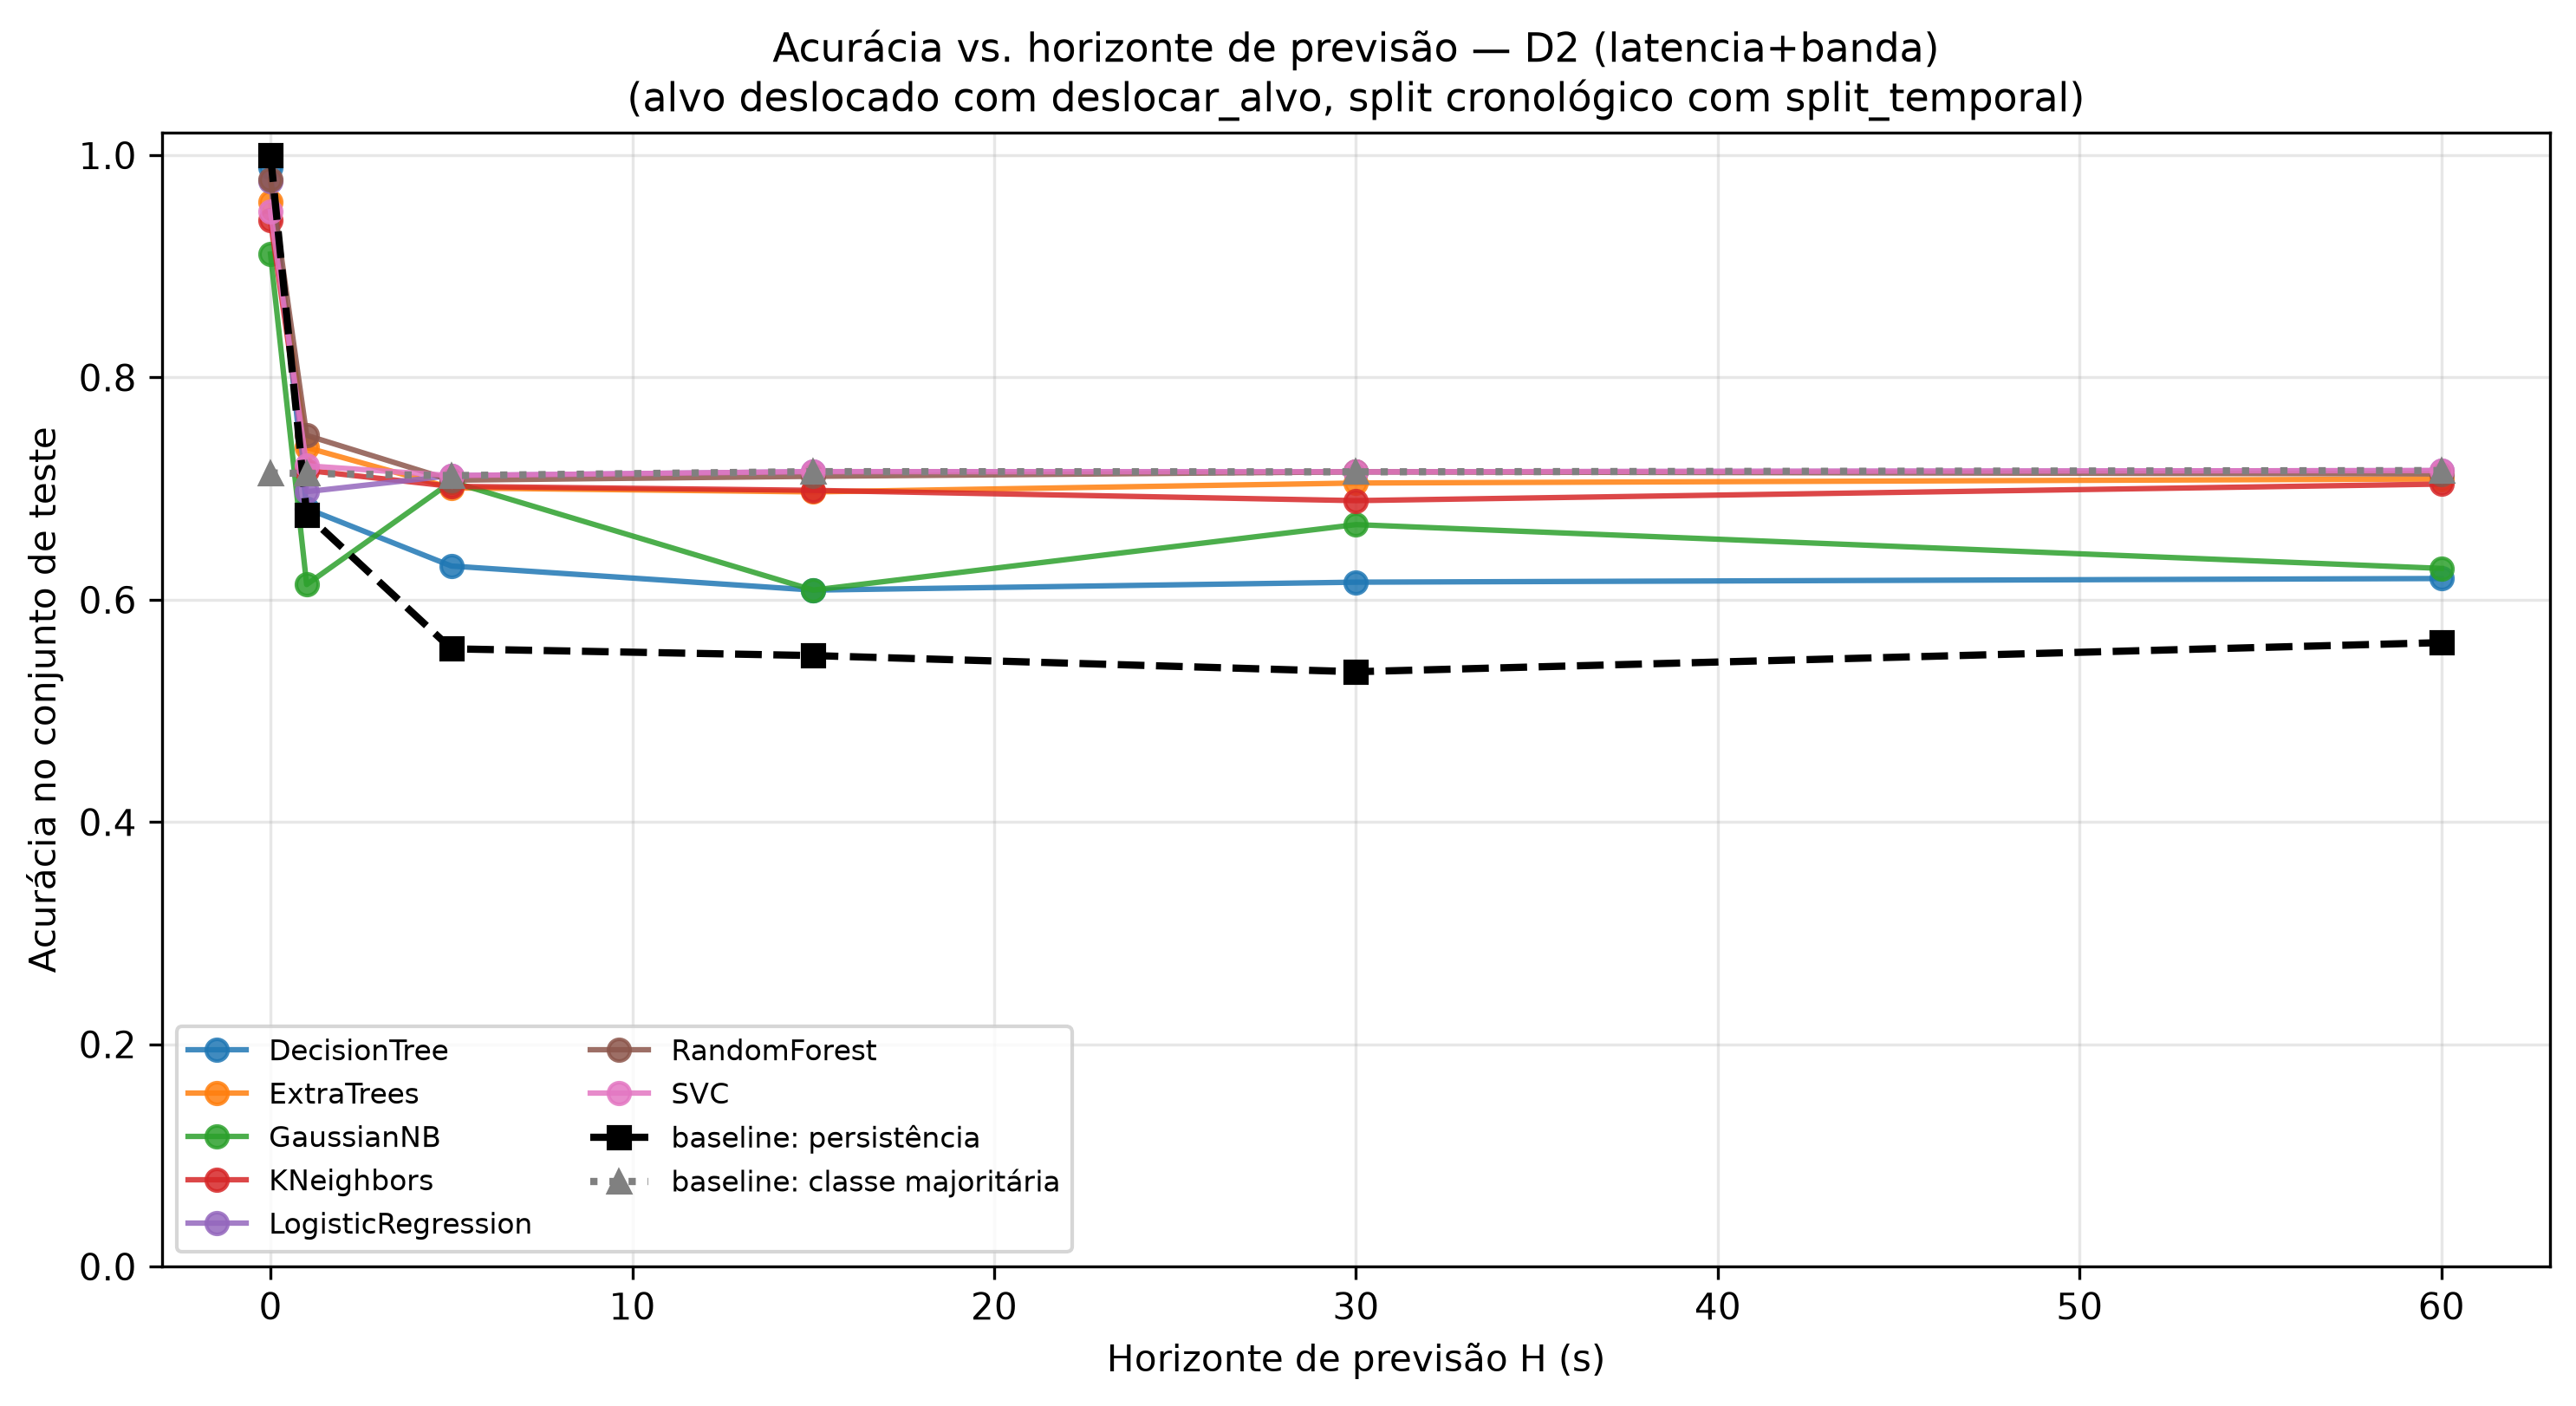 Acurácia vs. horizonte de previsão — D2 (latencia+banda)
(alvo deslocado com deslocar_alvo, split cronológico com split_temporal)
Acurácia no conjunto de teste
1.0
0.8
0.6
0.4
0.2
0.0
DecisionTree
ExtraTrees
GaussianNB
KNeighbors
LogisticRegression
RandomForest
SVC
baseline: persistência
baseline: classe majoritária
0 10 20 30 40 50 60
Horizonte de previsão H (s)